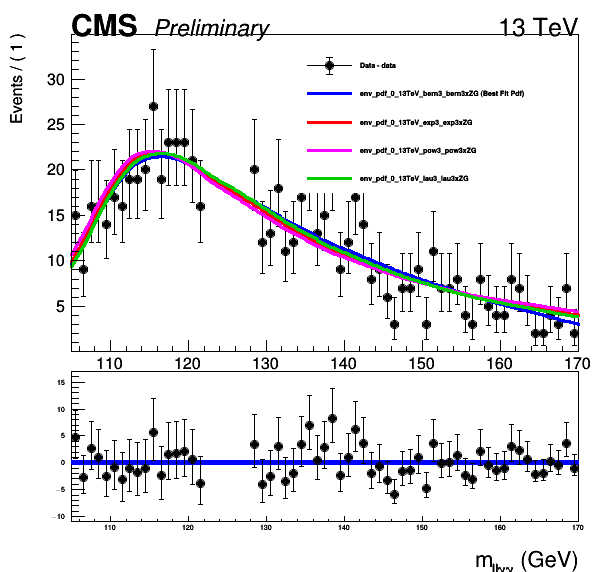 CMS Preliminary 13 TeV
Events / ( 1 )
30
25
20
15
10
5
Data - data
env_pdf_0_13TeV_bern3_bern3xZG (Best Fit Pdf)
env_pdf_0_13TeV_exp3_exp3xZG
env_pdf_0_13TeV_pow3_pow3xZG
env_pdf_0_13TeV_lau3_lau3xZG
110 120 130 140 150 160 170
15
10
5
0
−5
−10
110 120 130 140 150 160 170
m_{llγγ} (GeV)